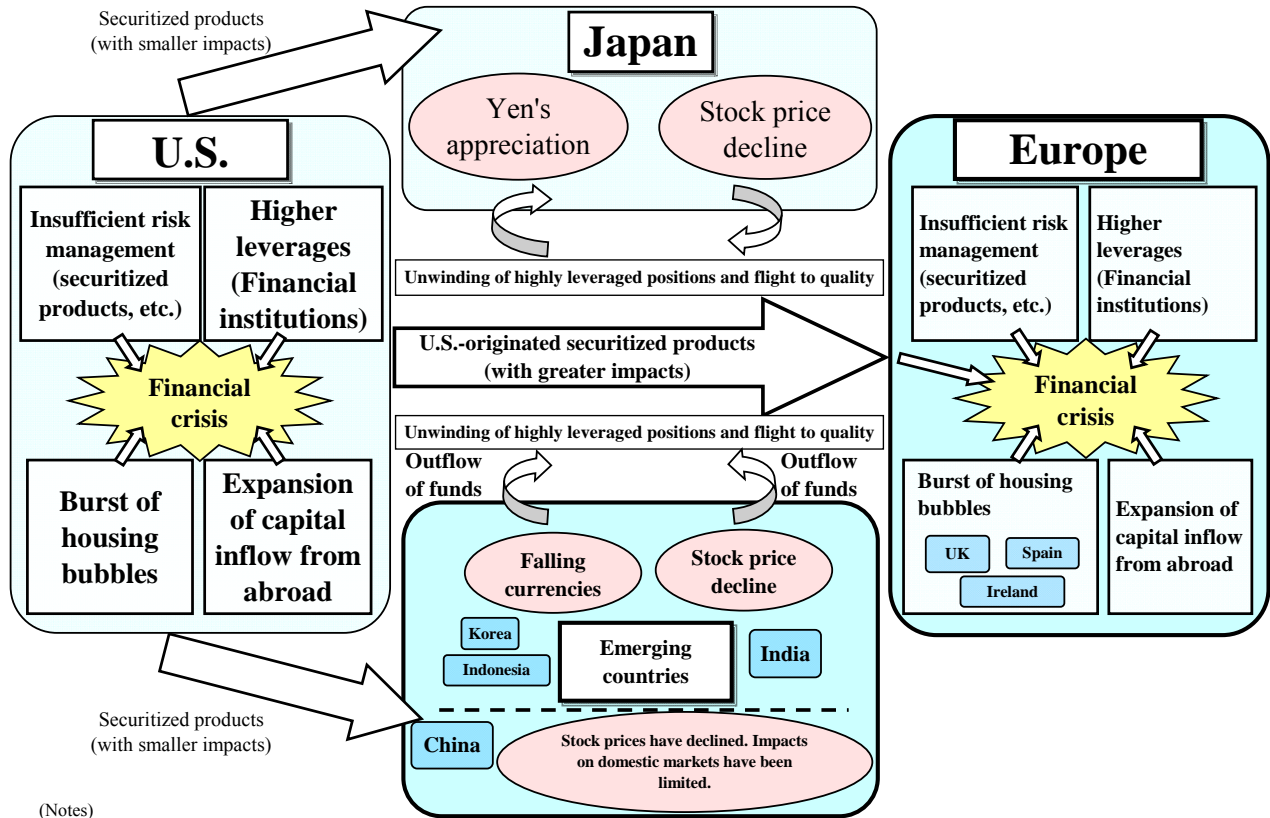 Securitized products
(with smaller impacts)
Japan
Yen's
appreciation
Stock price
decline
U.S.
Insufficient risk
management
(securitized
products, etc.)
Higher
leverages
(Financial
institutions)
Financial
crisis
Burst of
housing
bubbles
Expansion
of capital
inflow from
abroad
Unwinding of highly leveraged positions and flight to quality
U.S.-originated securitized products
(with greater impacts)
Unwinding of highly leveraged positions and flight to quality
Outflow
of funds
Outflow
of funds
Europe
Insufficient risk
management
(securitized
products, etc.)
Higher
leverages
(Financial
institutions)
Financial
crisis
Burst of housing
bubbles
UK
Spain
Ireland
Expansion of
capital inflow
from abroad
Falling
currencies
Stock price
decline
Korea
Indonesia
Emerging
countries
India
Securitized products
(with smaller impacts)
China
Stock prices have declined. Impacts
on domestic markets have been
limited.
(Notes)